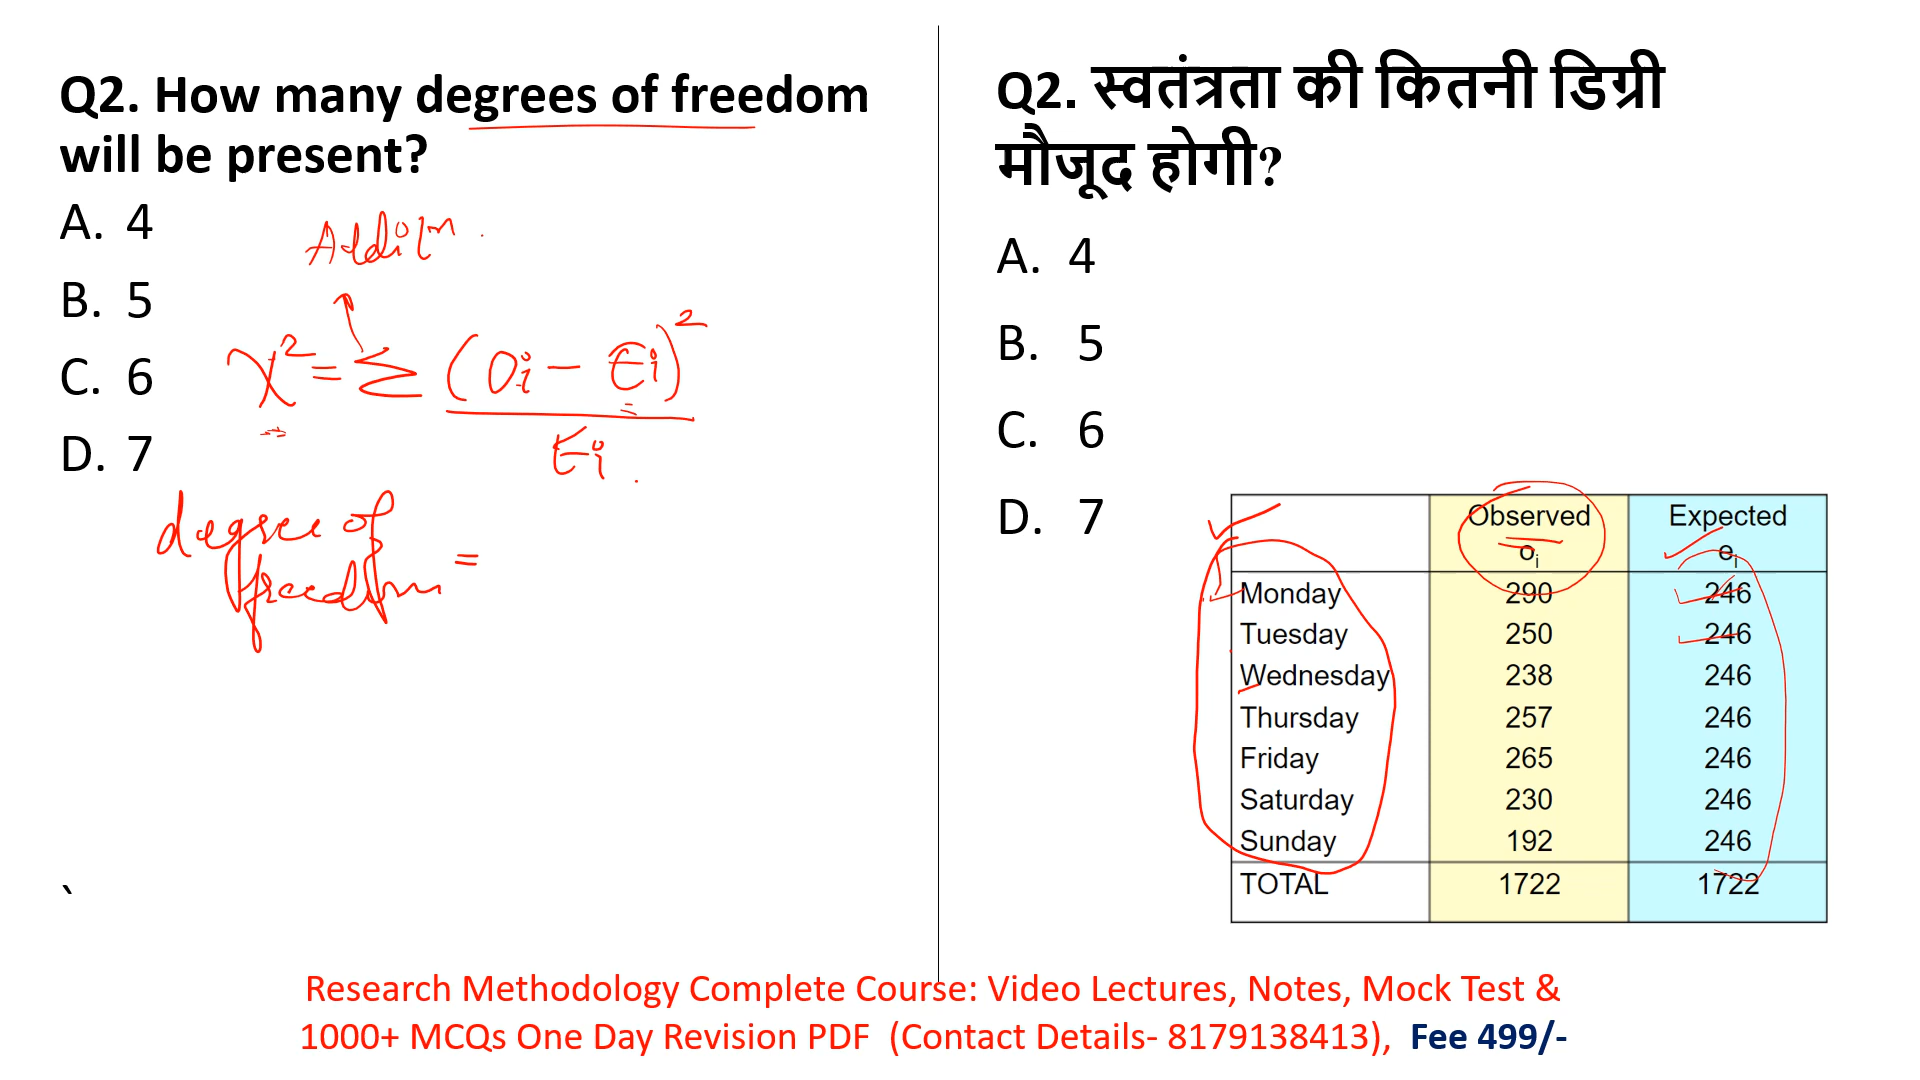 Q2. How many degrees of freedom
will be present?
A. 4
B. 5
C. 6
D. 7
Addition
χ² = Σ (Oi − Ei)²
Ei
degree of
freedom =
`
Q2. स्वतंत्रता की कितनी डिग्री
मौजूद होगी?
A. 4
B. 5
C. 6
D. 7
Observed Expected
oi ei
Monday 290 246
Tuesday 250 246
Wednesday 238 246
Thursday 257 246
Friday 265 246
Saturday 230 246
Sunday 192 246
TOTAL 1722 1722
Research Methodology Complete Course: Video Lectures, Notes, Mock Test &
1000+ MCQs One Day Revision PDF (Contact Details- 8179138413), Fee 499/-